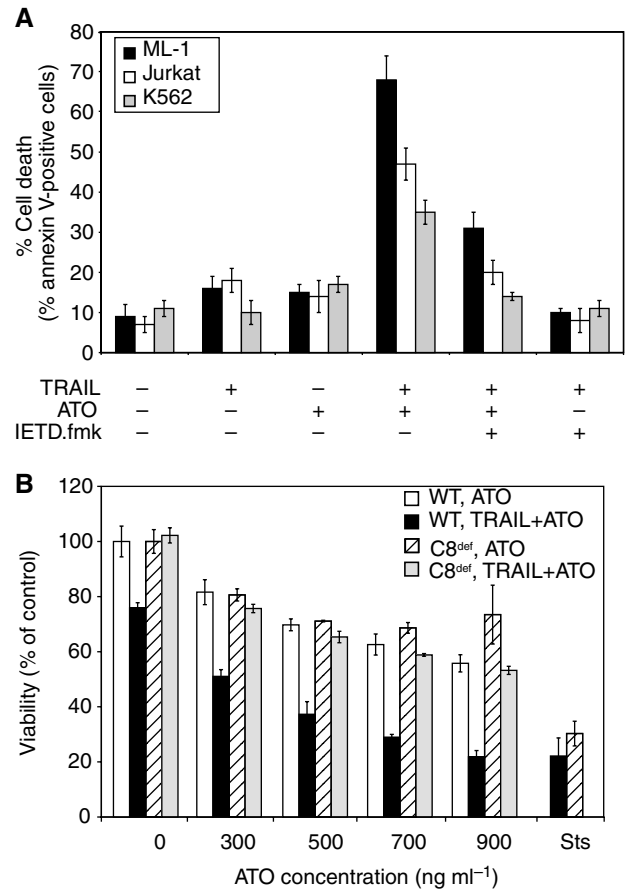 A
% Cell death
(% annexin V-positive cells)
80
70
60
50
40
30
20
10
0
ML-1
Jurkat
K562
TRAIL – + – + + +
ATO – – + + + –
IETD.fmk – – – – + +
B
Viability (% of control)
120
100
80
60
40
20
0
WT, ATO
WT, TRAIL+ATO
C8def, ATO
C8def, TRAIL+ATO
0 300 500 700 900 Sts
ATO concentration (ng ml–1)